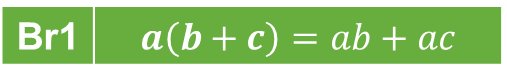 Br1 a(b + c) = ab + ac